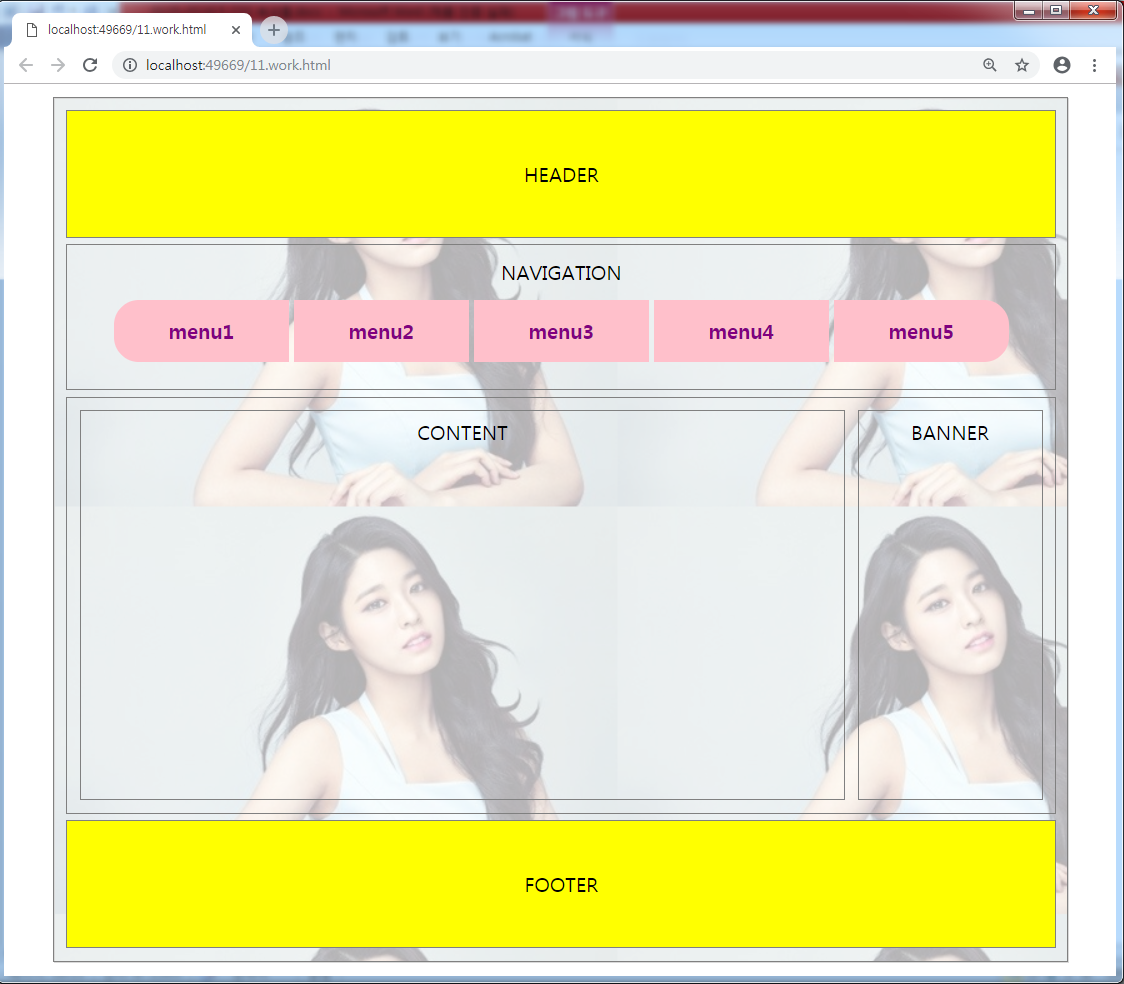 localhost:49669/11.work.html
localhost:49669/11.work.html
HEADER
NAVIGATION
menu1 menu2 menu3 menu4 menu5
CONTENT BANNER
FOOTER